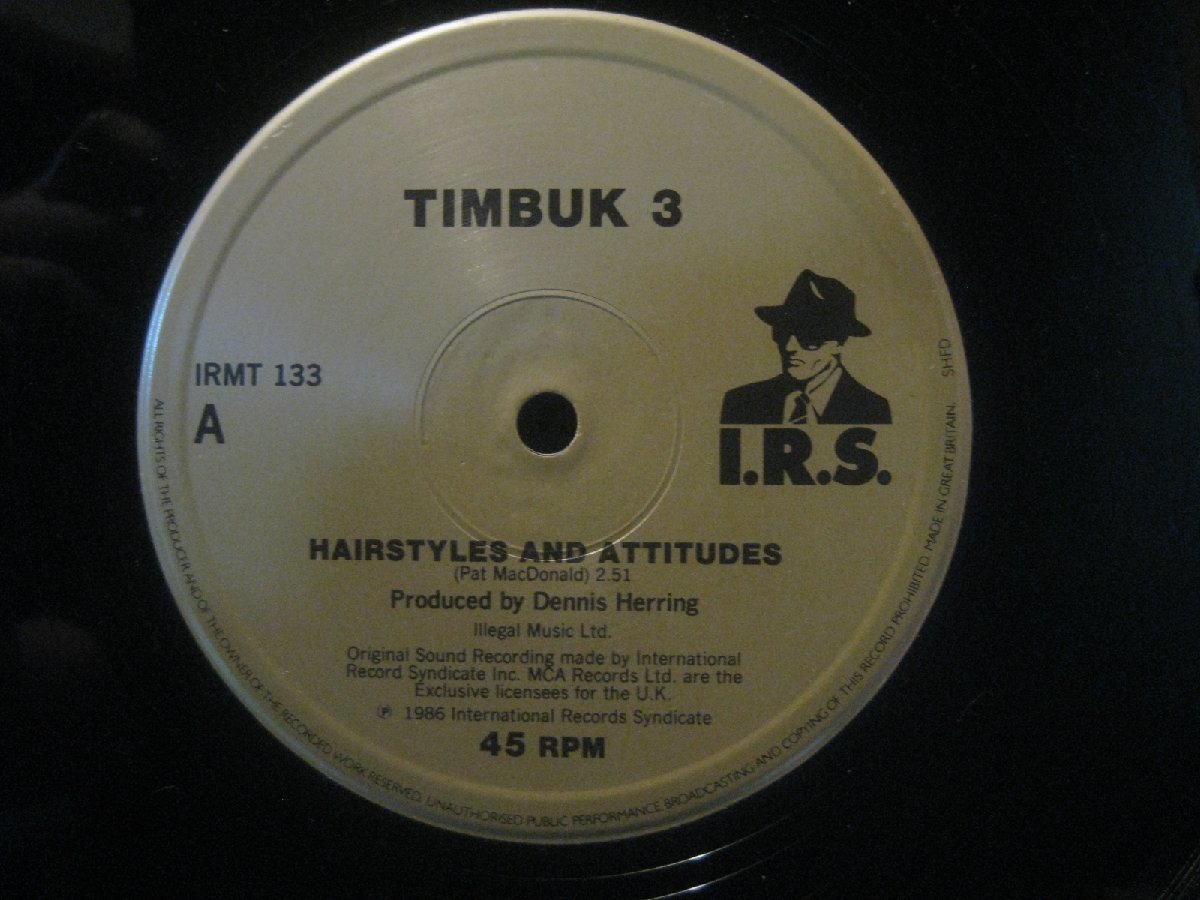 TIMBUK 3
IRMT 133
A
I.R.S.
HAIRSTYLES AND ATTITUDES
(Pat MacDonald) 2.51
Produced by Dennis Herring
Illegal Music Ltd.
Original Sound Recording made by International
Record Syndicate Inc. MCA Records Ltd. are the
Exclusive licensees for the U.K.
℗ 1986 International Records Syndicate
45 RPM
ALL RIGHTS OF THE PRODUCER AND OF THE OWNER OF THE RECORDED WORK RESERVED. UNAUTHORISED PUBLIC PERFORMANCE BROADCASTING AND COPYING OF THIS RECORD PROHIBITED. MADE IN GREAT BRITAIN. SHFD